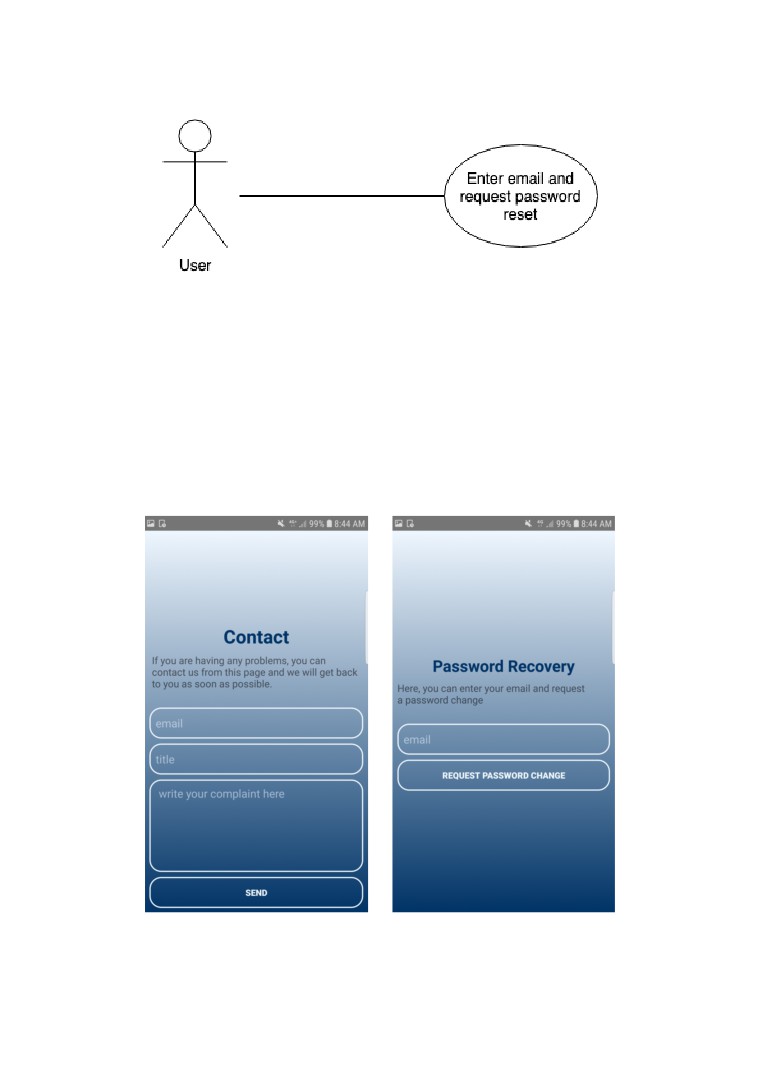 Enter email and
request password
reset
User
99% 8:44 AM
Contact
If you are having any problems, you can
contact us from this page and we will get back
to you as soon as possible.
email
title
write your complaint here
SEND
99% 8:44 AM
Password Recovery
Here, you can enter your email and request
a password change
email
REQUEST PASSWORD CHANGE